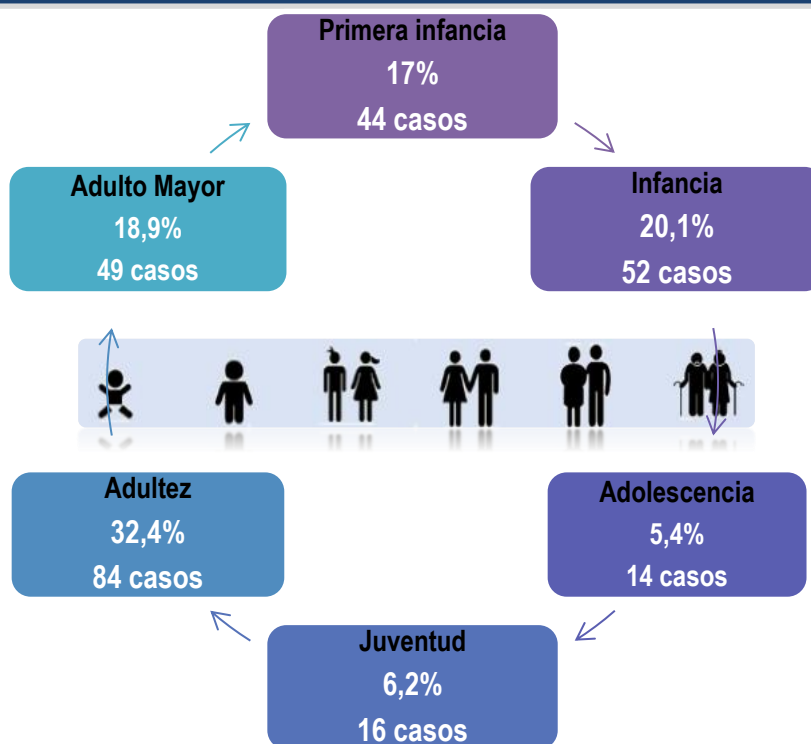 Primera infancia
17%
44 casos
Infancia
20,1%
52 casos
Adolescencia
5,4%
14 casos
Juventud
6,2%
16 casos
Adultez
32,4%
84 casos
Adulto Mayor
18,9%
49 casos